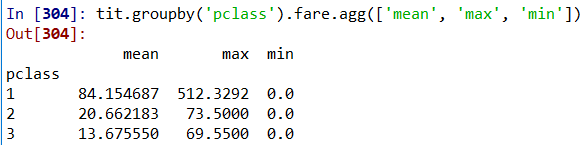 In [304]: tit.groupby('pclass').fare.agg(['mean', 'max', 'min'])
Out[304]:
mean max min
pclass
1 84.154687 512.3292 0.0
2 20.662183 73.5000 0.0
3 13.675550 69.5500 0.0